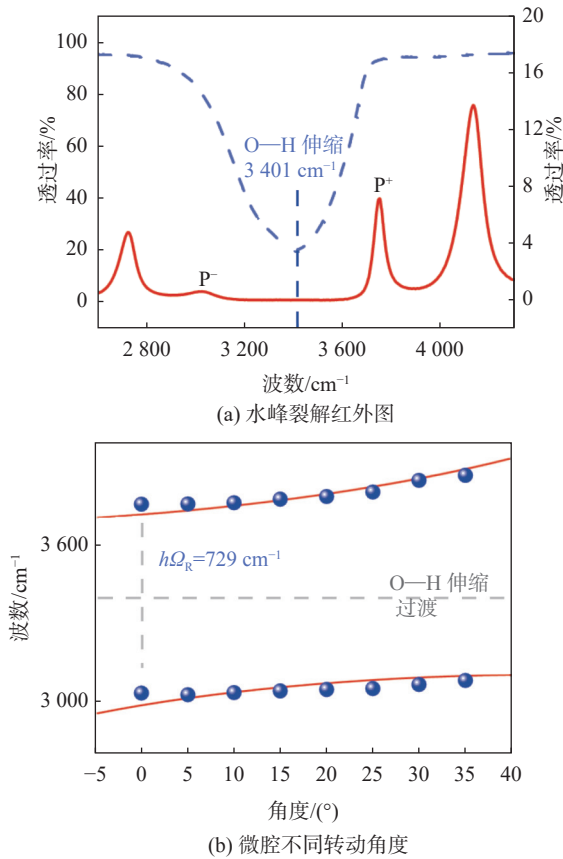 100
80
60
40
20
0
透过率/%
20
16
12
8
4
0
透过率/%
O—H 伸缩
3 401 cm⁻¹
P⁻
P⁺
2 800
3 200
3 600
4 000
波数/cm⁻¹
(a) 水峰裂解红外图
3 600
3 000
波数/cm⁻¹
hΩR=729 cm⁻¹
O—H 伸缩
过渡
−5
0
5
10
15
20
25
30
35
40
角度/(°)
(b) 微腔不同转动角度